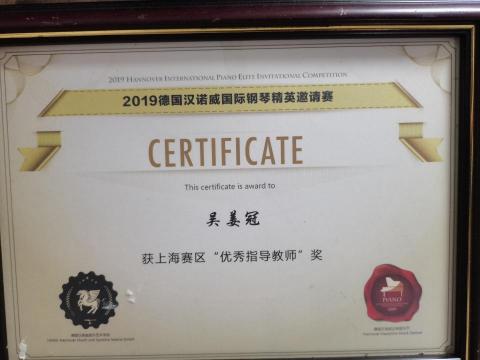 2019 HANNOVER INTERNATIONAL PIANO ELITE INVITATIONAL COMPETITION
2019德国汉诺威国际钢琴精英邀请赛
CERTIFICATE
This certificate is award to
吴姜冠
获上海赛区“优秀指导教师”奖
PIANO